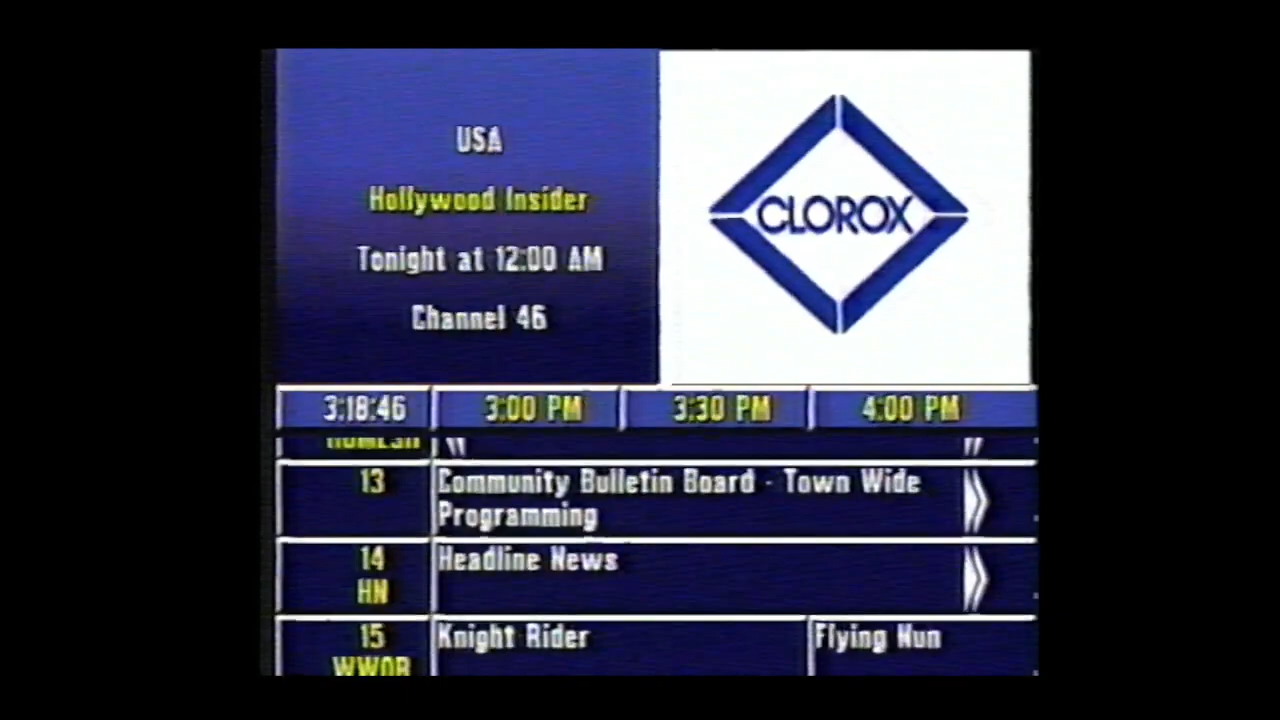 USA
Hollywood Insider
Tonight at 12:00 AM
Channel 46
CLOROX
3:18:46 3:00 PM 3:30 PM 4:00 PM
13 Community Bulletin Board - Town Wide
Programming
14 Headline News
HN
15 Knight Rider Flying Nun
WWOR